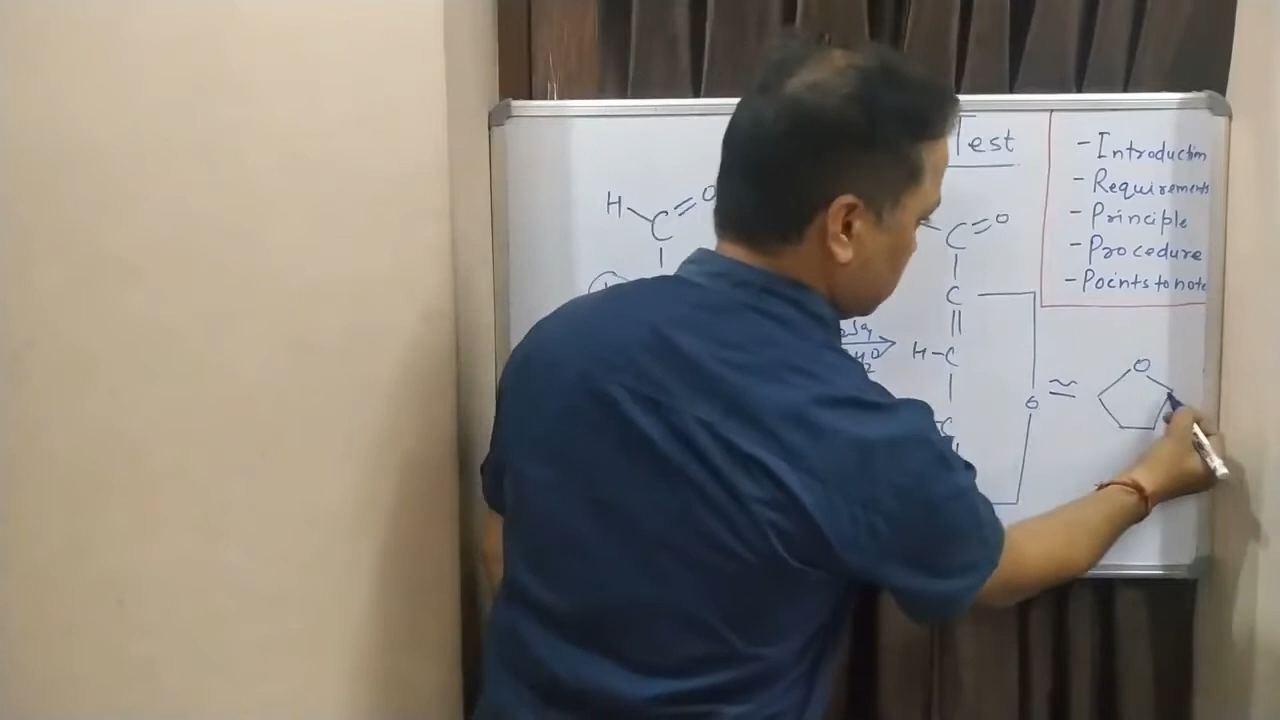 Test
- Introduction
- Requirements
- Principle
- Procedure
- Points to note
H C O
C O
C
H-C
O
C
O